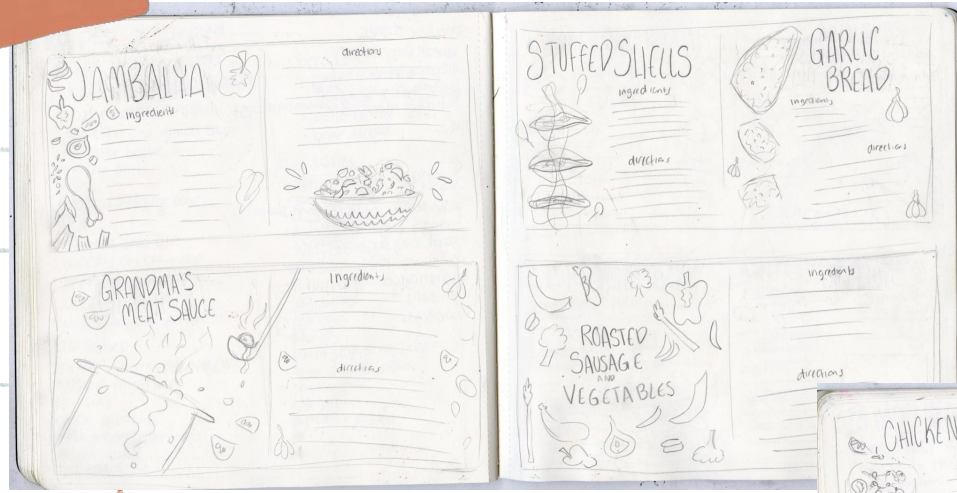 JAMBALYA
Ingredients
directions
GRANDMA'S
MEAT SAUCE
Ingredients
directions
STUFFED SHELLS
ingredients
directions
GARLIC
BREAD
ingredients
directions
ROASTED
SAUSAGE
AND
VEGETABLES
ingredients
directions
CHICKEN